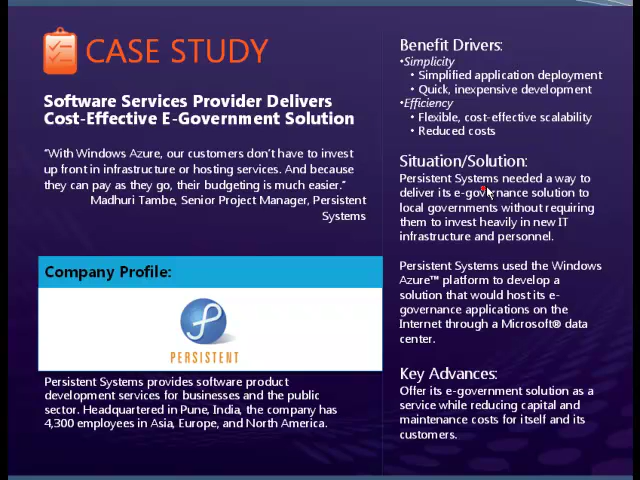 CASE STUDY
Software Services Provider Delivers
Cost-Effective E-Government Solution
"With Windows Azure, our customers don't have to invest
up front in infrastructure or hosting services. And because
they can pay as they go, their budgeting is much easier."
Madhuri Tambe, Senior Project Manager, Persistent
Systems
Company Profile:
PERSISTENT
Persistent Systems provides software product
development services for businesses and the public
sector. Headquartered in Pune, India, the company has
4,300 employees in Asia, Europe, and North America.
Benefit Drivers:
•Simplicity
• Simplified application deployment
• Quick, inexpensive development
•Efficiency
• Flexible, cost-effective scalability
• Reduced costs
Situation/Solution:
Persistent Systems needed a way to
deliver its e-governance solution to
local governments without requiring
them to invest heavily in new IT
infrastructure and personnel.
Persistent Systems used the Windows
Azure™ platform to develop a
solution that would host its e-
governance applications on the
Internet through a Microsoft® data
center.
Key Advances:
Offer its e-government solution as a
service while reducing capital and
maintenance costs for itself and its
customers.